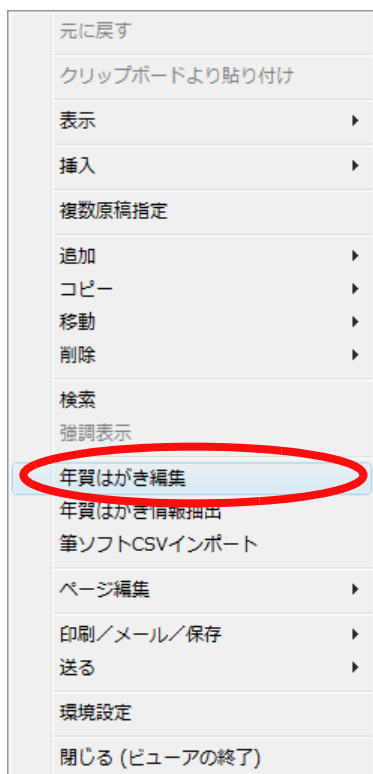 元に戻す
クリップボードより貼り付け
表示
挿入
複数原稿指定
追加
コピー
移動
削除
検索
強調表示
年賀はがき編集
年賀はがき情報抽出
筆ソフトCSVインポート
ページ編集
印刷／メール／保存
送る
環境設定
閉じる (ビューアの終了)